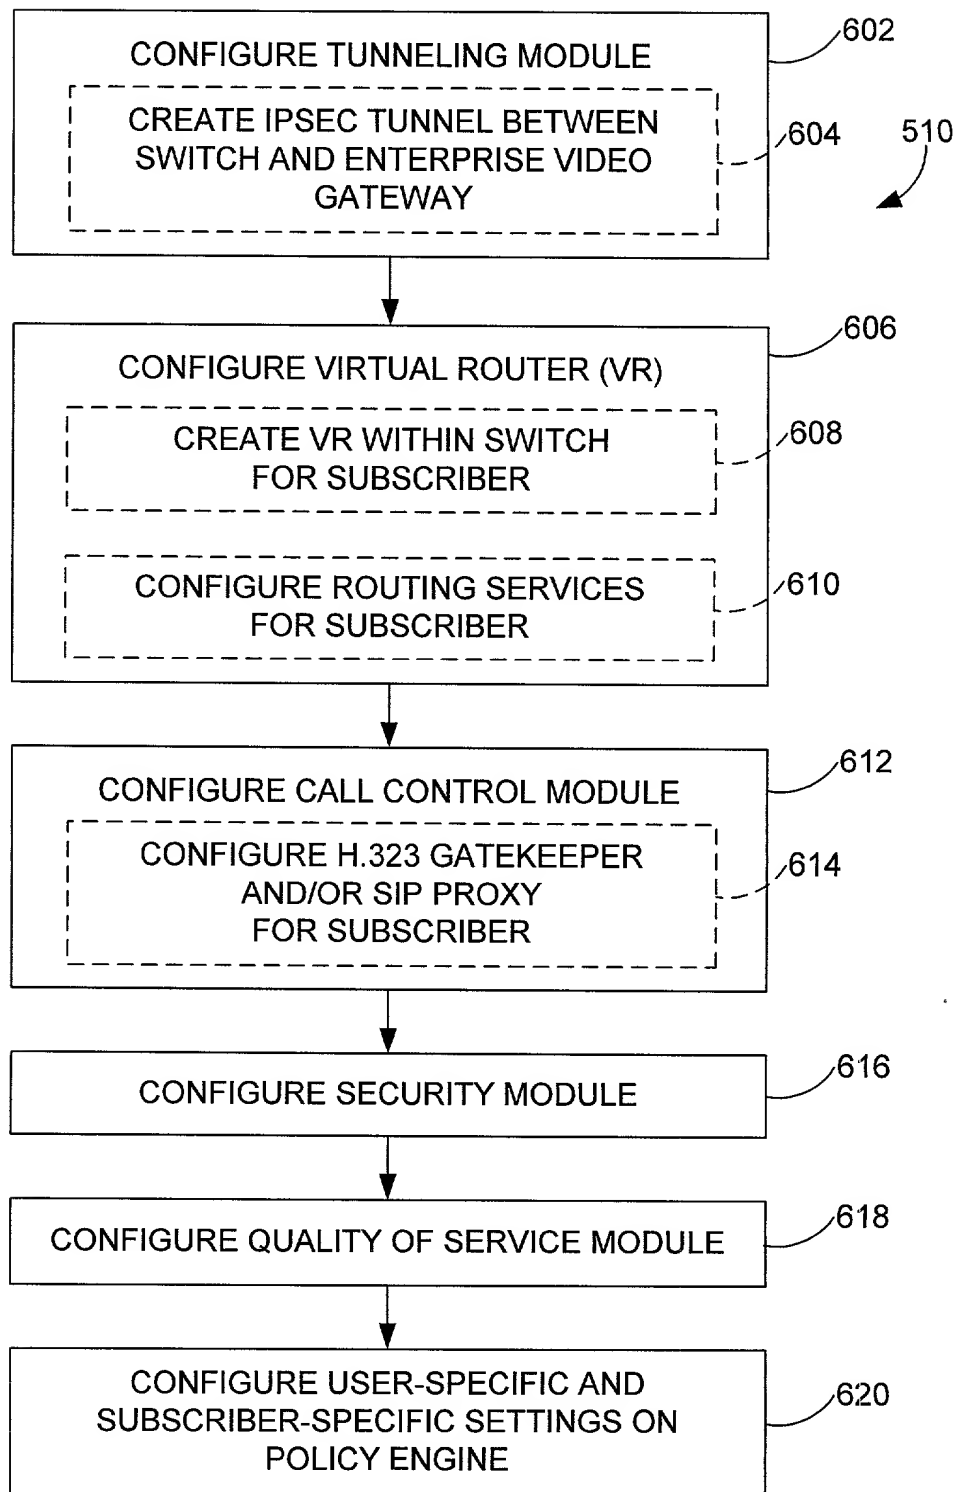 CONFIGURE TUNNELING MODULE
602
CREATE IPSEC TUNNEL BETWEEN
SWITCH AND ENTERPRISE VIDEO
GATEWAY
604
510
CONFIGURE VIRTUAL ROUTER (VR)
606
CREATE VR WITHIN SWITCH
FOR SUBSCRIBER
608
CONFIGURE ROUTING SERVICES
FOR SUBSCRIBER
610
CONFIGURE CALL CONTROL MODULE
612
CONFIGURE H.323 GATEKEEPER
AND/OR SIP PROXY
FOR SUBSCRIBER
614
CONFIGURE SECURITY MODULE
616
CONFIGURE QUALITY OF SERVICE MODULE
618
CONFIGURE USER-SPECIFIC AND
SUBSCRIBER-SPECIFIC SETTINGS ON
POLICY ENGINE
620